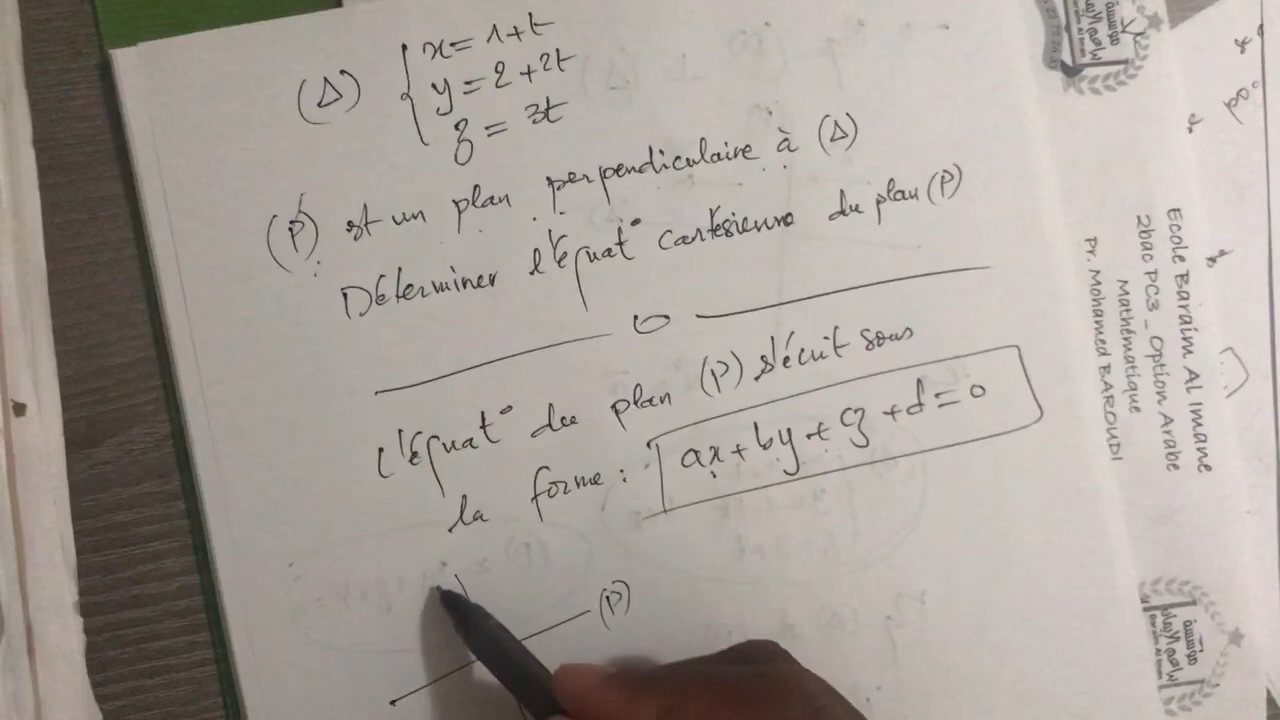 (Δ) { x = 1+t
y = 2+2t
z = 3t
(P) est un plan perpendiculaire à (Δ)
Déterminer l'équat° cartésienne du plan (P)
L'équat° du plan (P) s'écrit sous
la forme : ax+by+cz+d=0
(P)
Ecole Baraim Al Imane
2bac PC3 _ Option Arabe
Mathématique
Pr. Mohamed BAROUDI